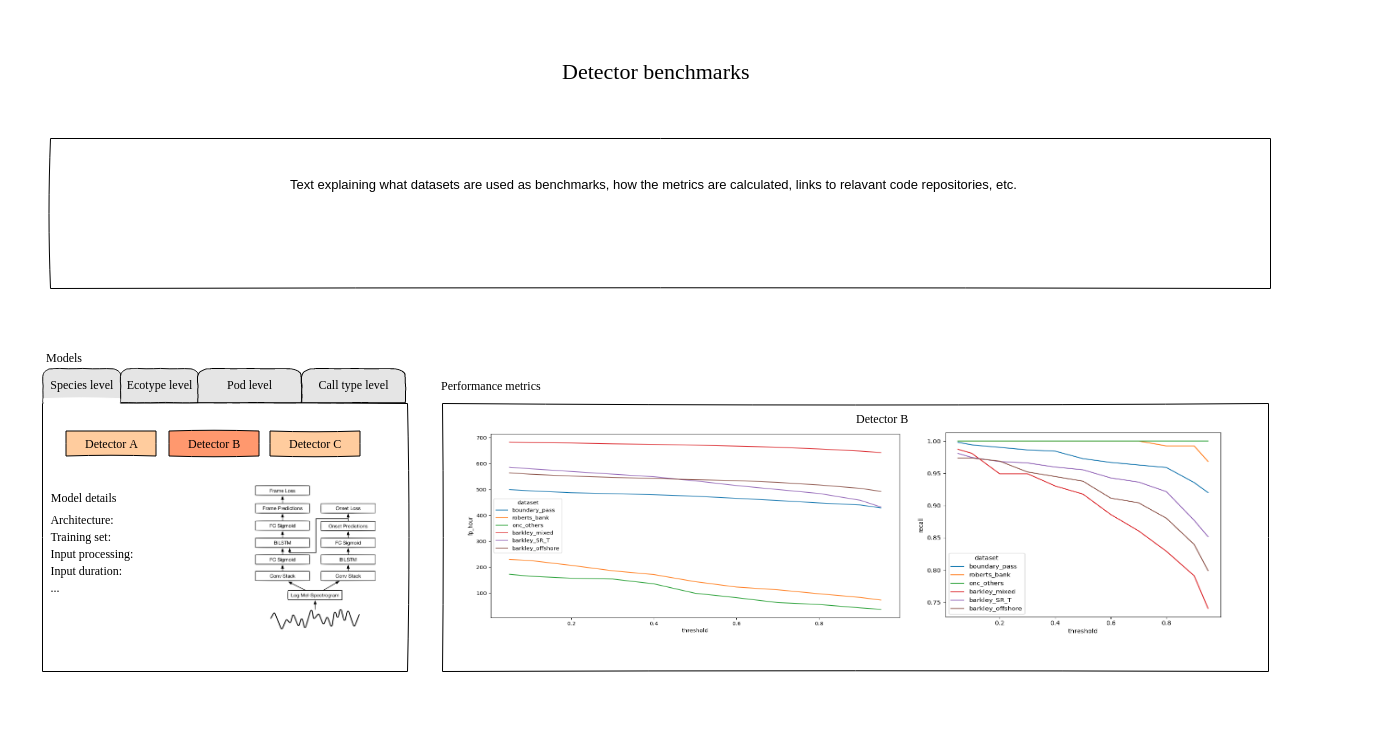 Detector benchmarks
Text explaining what datasets are used as benchmarks, how the metrics are calculated, links to relavant code repositories, etc.
Models
Species level
Ecotype level
Pod level
Call type level
Detector A
Detector B
Detector C
Model details
Architecture:
Training set:
Input processing:
Input duration:
...
Frame Loss
Frame Predictions
Onset Loss
FC Sigmoid
Onset Predictions
BiLSTM
FC Sigmoid
FC Sigmoid
BiLSTM
Conv Stack
Conv Stack
Log Mel-Spectrogram
Performance metrics
Detector B
700
600
500
400
300
200
100
fp_hour
dataset
boundary_pass
roberts_bank
onc_others
barkley_mixed
barkley_SR_T
barkley_offshore
0.2
0.4
0.6
0.8
threshold
1.00
0.95
0.90
0.85
0.80
0.75
recall
dataset
boundary_pass
roberts_bank
onc_others
barkley_mixed
barkley_SR_T
barkley_offshore
0.2
0.4
0.6
0.8
threshold